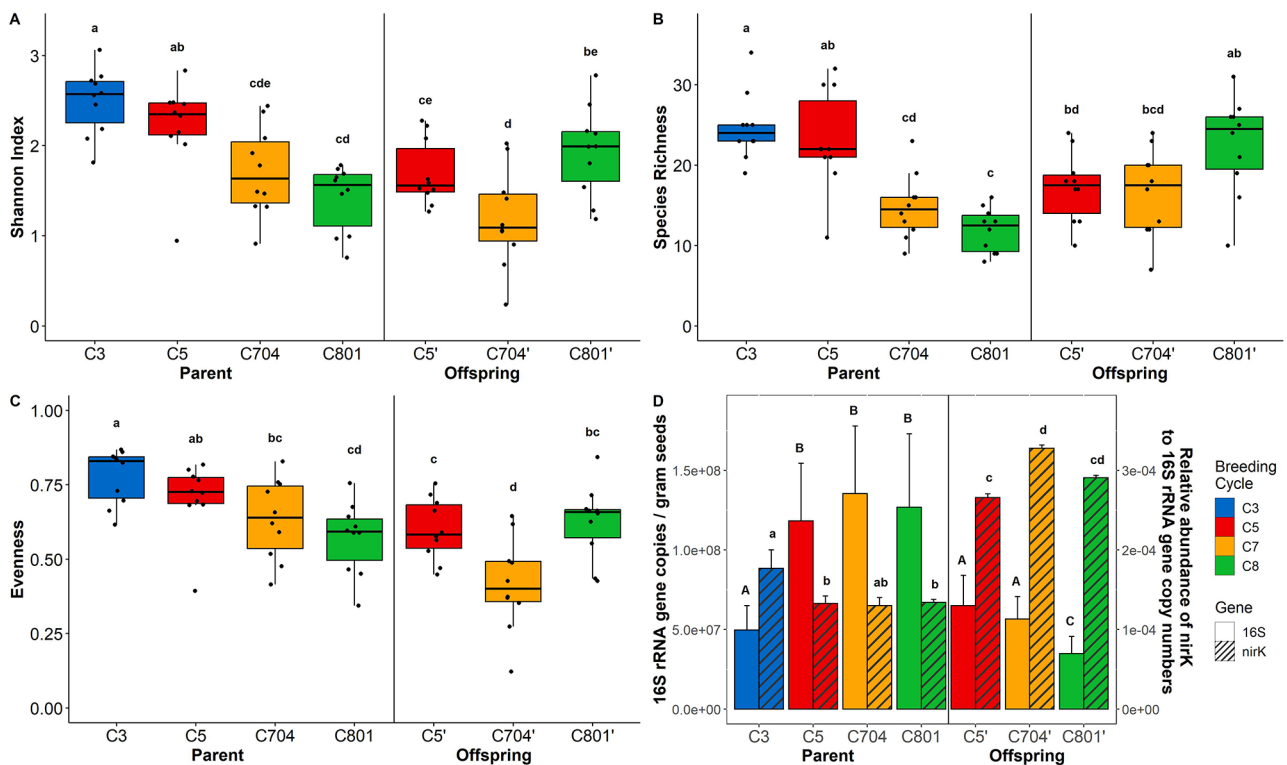 A
Shannon Index
3
2
1
0
a
ab
cde
cd
ce
d
be
C3
C5
C704
C801
C5'
C704'
C801'
Parent
Offspring
B
Species Richness
30
20
10
0
a
ab
cd
c
bd
bcd
ab
C3
C5
C704
C801
C5'
C704'
C801'
Parent
Offspring
C
Evenness
1.00
0.75
0.50
0.25
0.00
a
ab
bc
cd
c
d
bc
C3
C5
C704
C801
C5'
C704'
C801'
Parent
Offspring
D
16S rRNA gene copies / gram seeds
1.5e+08
1.0e+08
5.0e+07
0.0e+00
A
a
B
b
B
ab
B
b
A
c
A
d
C
cd
3e-04
2e-04
1e-04
0e+00
Relative abundance of nirK
to 16S rRNA gene copy numbers
C3
C5
C704
C801
C5'
C704'
C801'
Parent
Offspring
Breeding
Cycle
C3
C5
C7
C8
Gene
16S
nirK